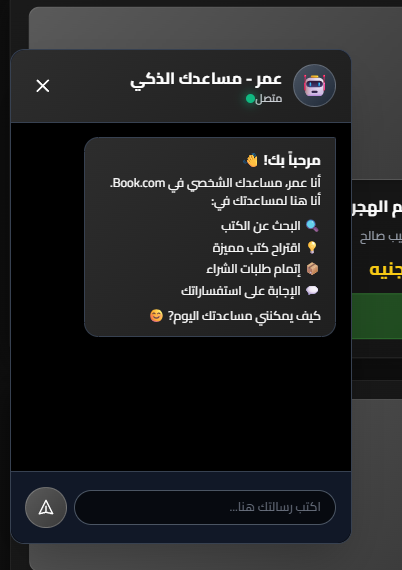 عمر - مساعدك الذكي
متصل
مرحباً بك! 👋
أنا عمر، مساعدك الشخصي في Book.com.
أنا هنا لمساعدتك في:
🔍 البحث عن الكتب
💡 اقتراح كتب مميزة
📦 إتمام طلبات الشراء
💬 الإجابة على استفساراتك
كيف يمكنني مساعدتك اليوم? 😊
اكتب رسالتك هنا...
م الهجر
يب صالح
جنيه